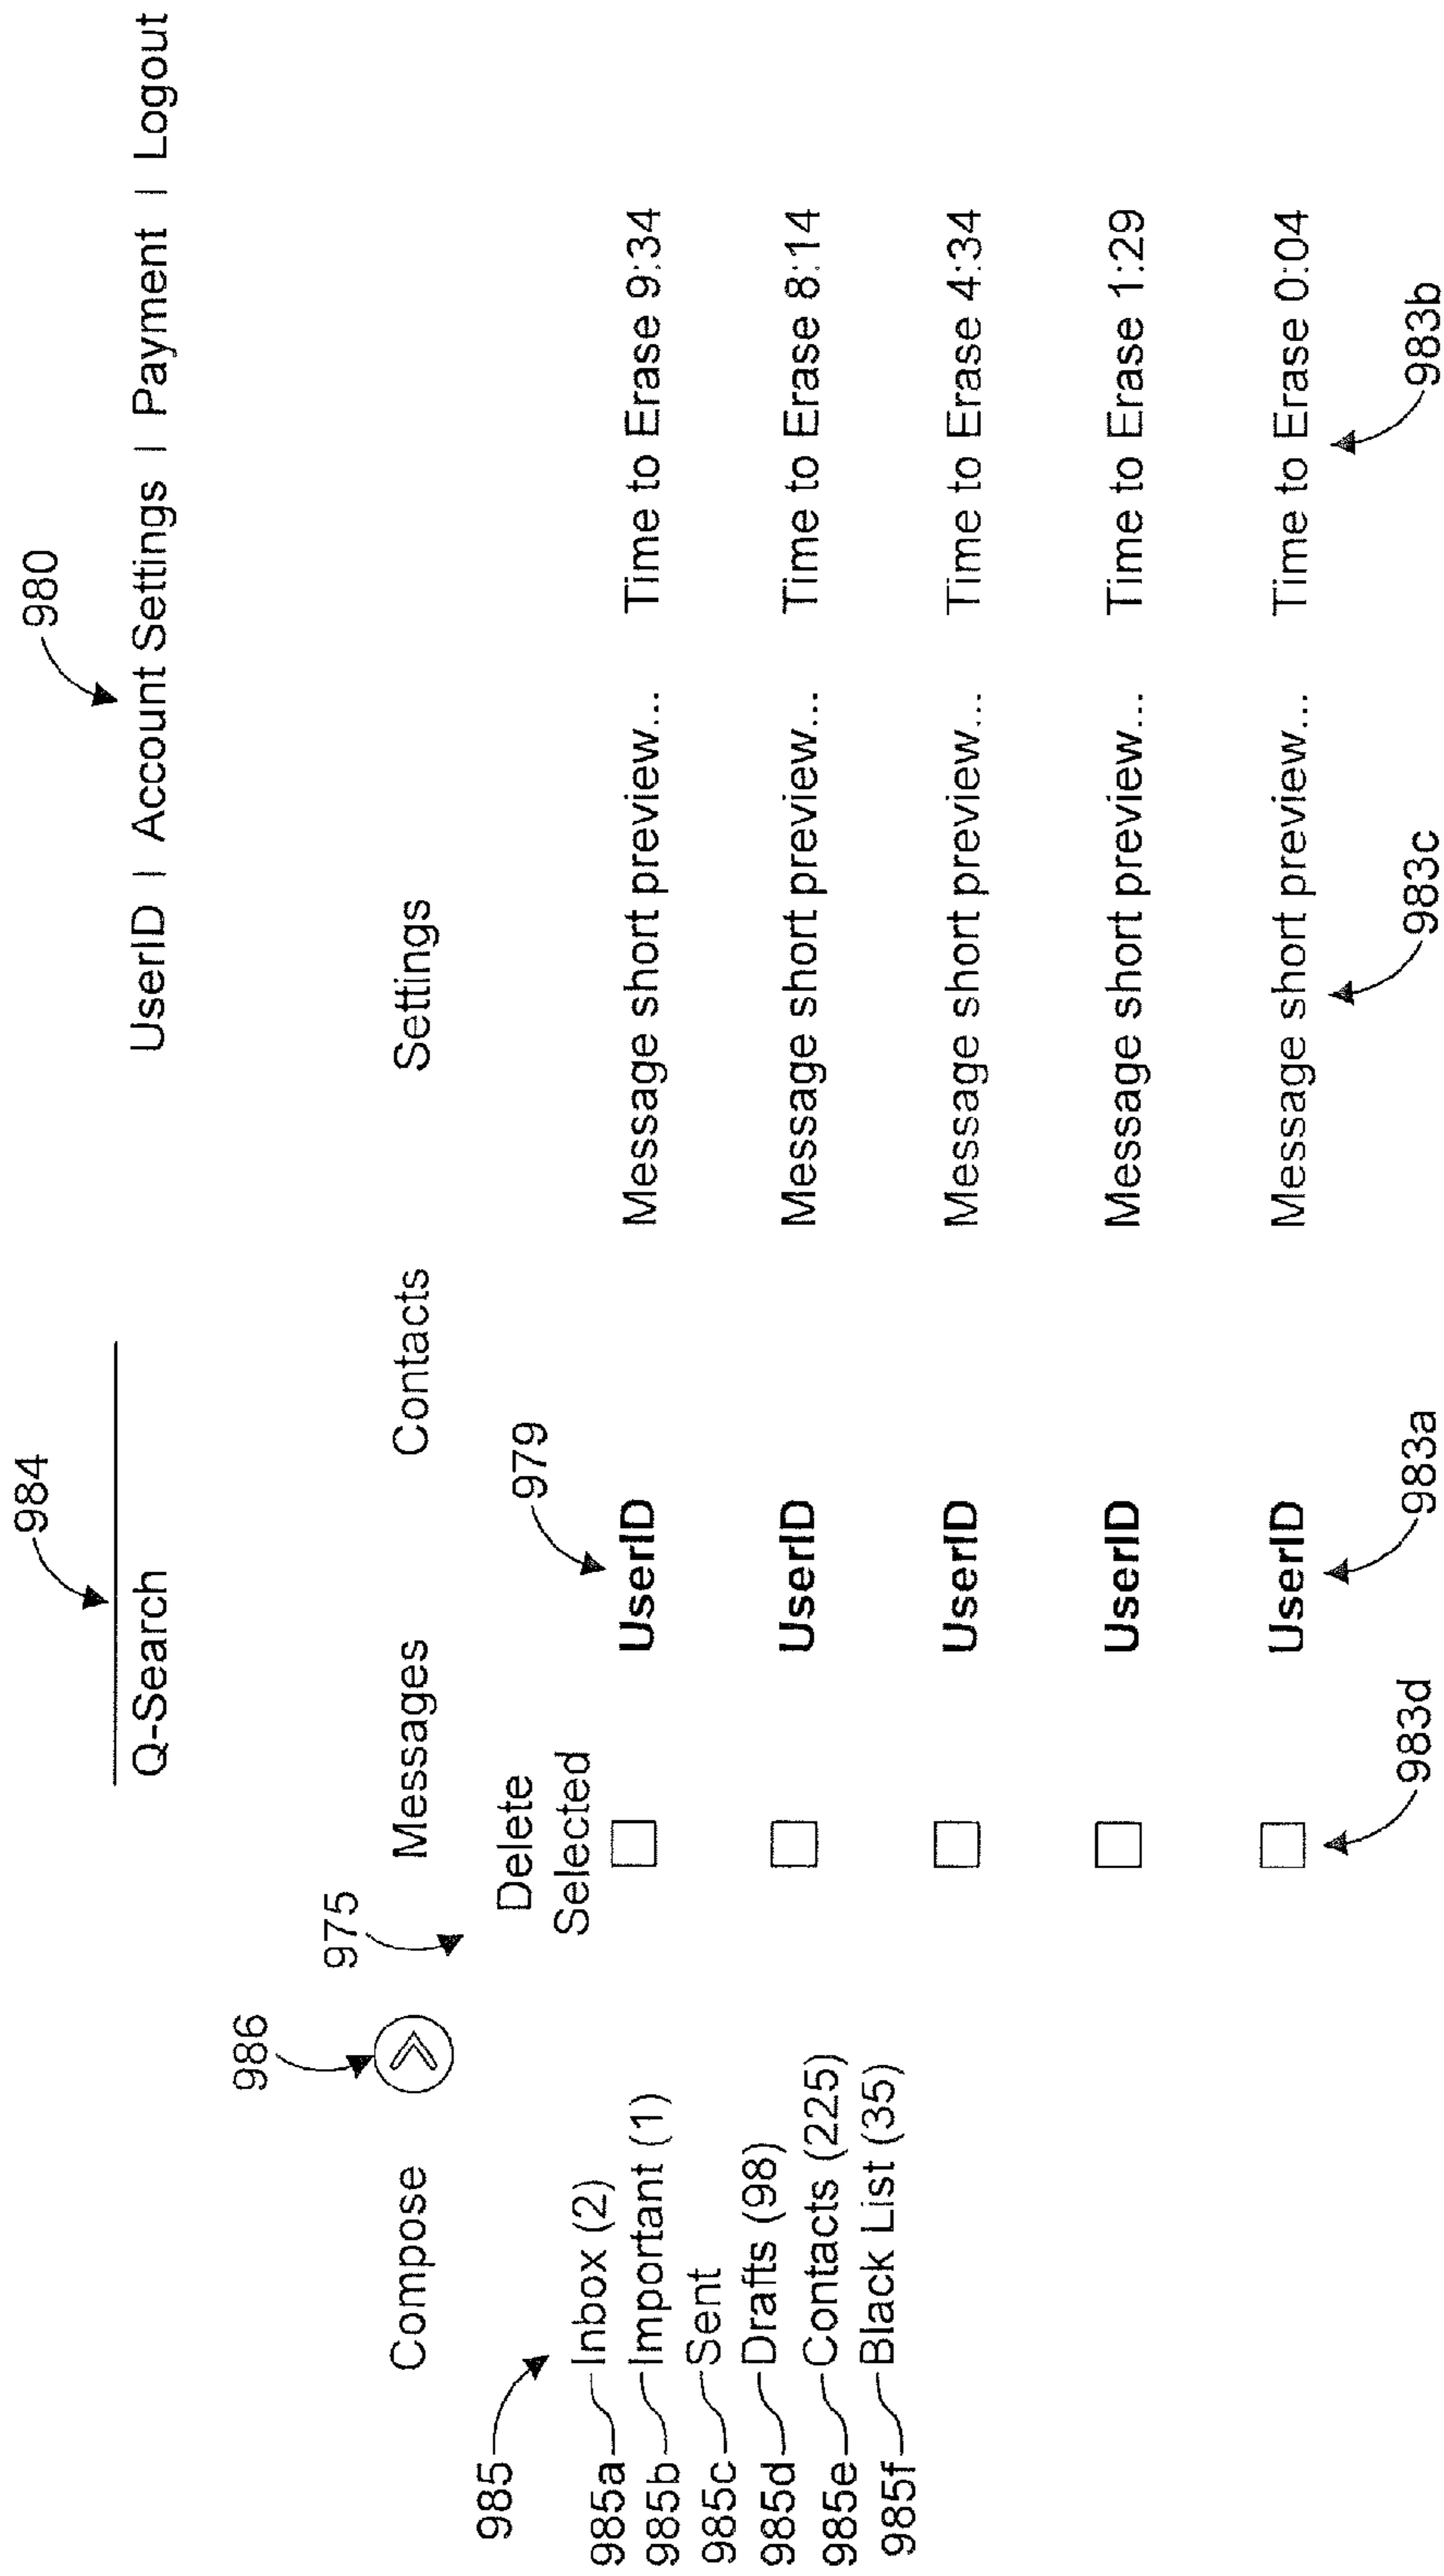 984
980
Q-Search
UserID | Account Settings | Payment | Logout
986
975
Compose
Messages
Contacts
Settings
985
Delete
Selected
979
985a Inbox (2)
985b Important (1)
985c Sent
985d Drafts (98)
985e Contacts (225)
985f Black List (35)
UserID Message short preview... Time to Erase 9:34
UserID Message short preview... Time to Erase 8:14
UserID Message short preview... Time to Erase 4:34
UserID Message short preview... Time to Erase 1:29
UserID Message short preview... Time to Erase 0:04
983d
983a
983c
983b